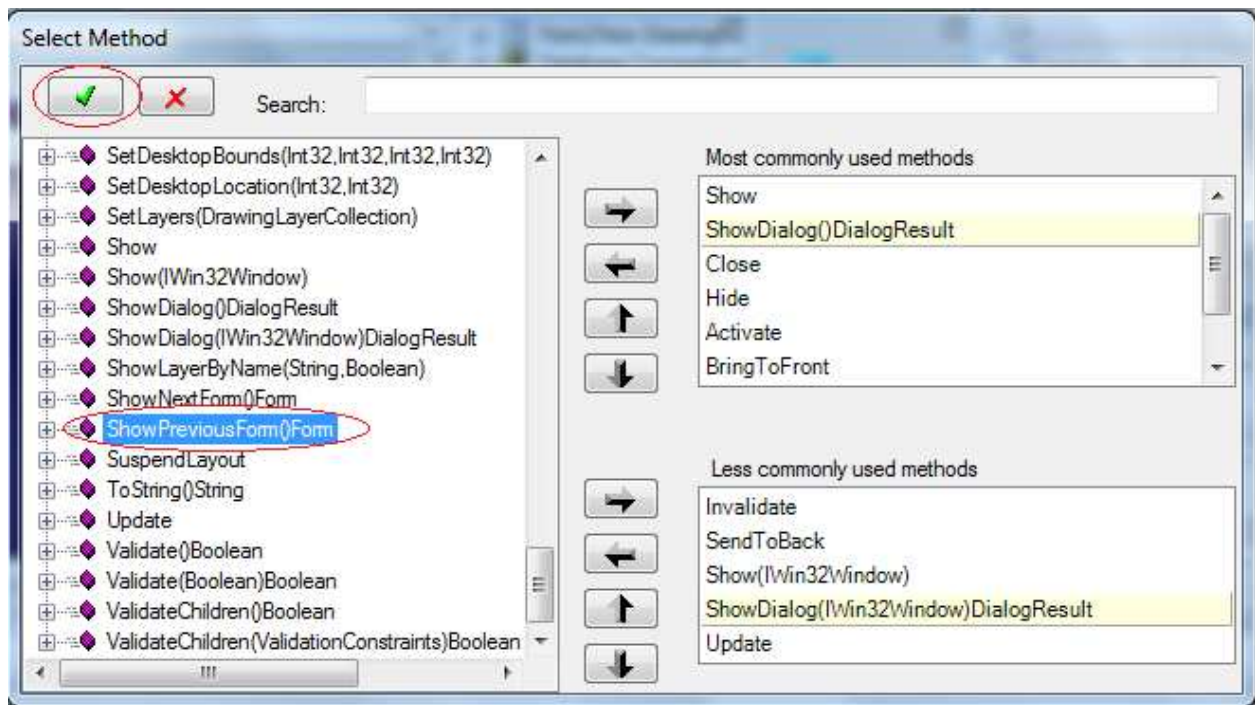 Select Method
Search:
SetDesktopBounds(Int32,Int32,Int32,Int32)
SetDesktopLocation(Int32,Int32)
SetLayers(DrawingLayerCollection)
Show
Show(IWin32Window)
ShowDialog()DialogResult
ShowDialog(IWin32Window)DialogResult
ShowLayerByName(String,Boolean)
ShowNextForm()Form
ShowPreviousForm()Form
SuspendLayout
ToString()String
Update
Validate()Boolean
Validate(Boolean)Boolean
ValidateChildren()Boolean
ValidateChildren(ValidationConstraints)Boolean
Most commonly used methods
Show
ShowDialog()DialogResult
Close
Hide
Activate
BringToFront
Less commonly used methods
Invalidate
SendToBack
Show(IWin32Window)
ShowDialog(IWin32Window)DialogResult
Update